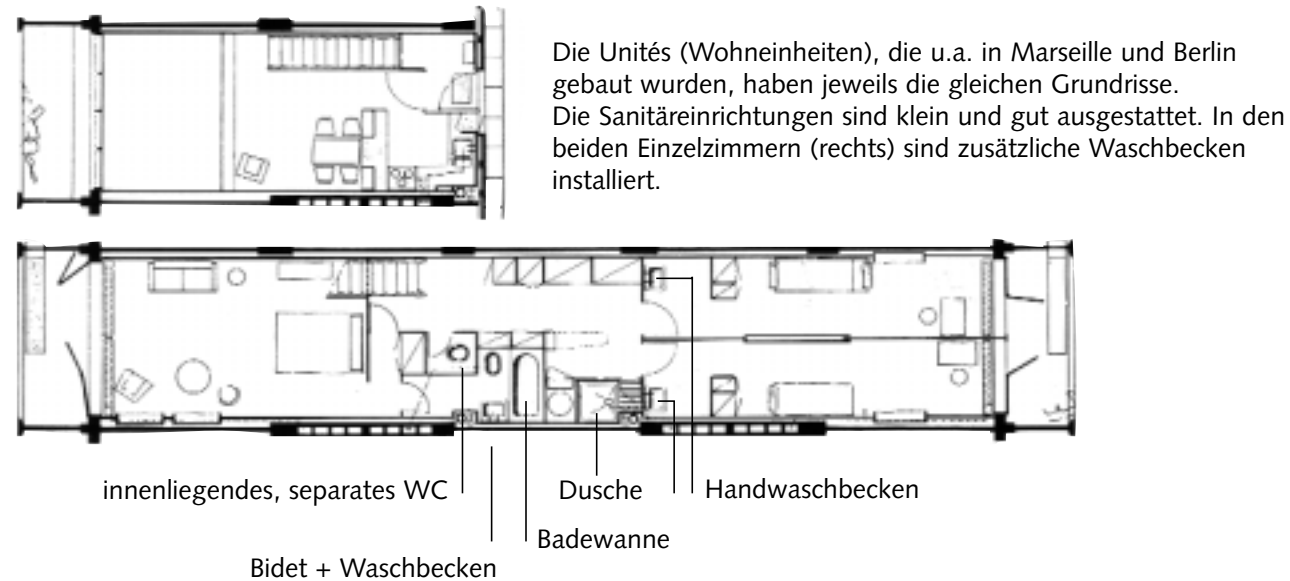 Die Unités (Wohneinheiten), die u.a. in Marseille und Berlin
gebaut wurden, haben jeweils die gleichen Grundrisse.
Die Sanitäreinrichtungen sind klein und gut ausgestattet. In den
beiden Einzelzimmern (rechts) sind zusätzliche Waschbecken
installiert.
innenliegendes, separates WC
Dusche
Handwaschbecken
Badewanne
Bidet + Waschbecken